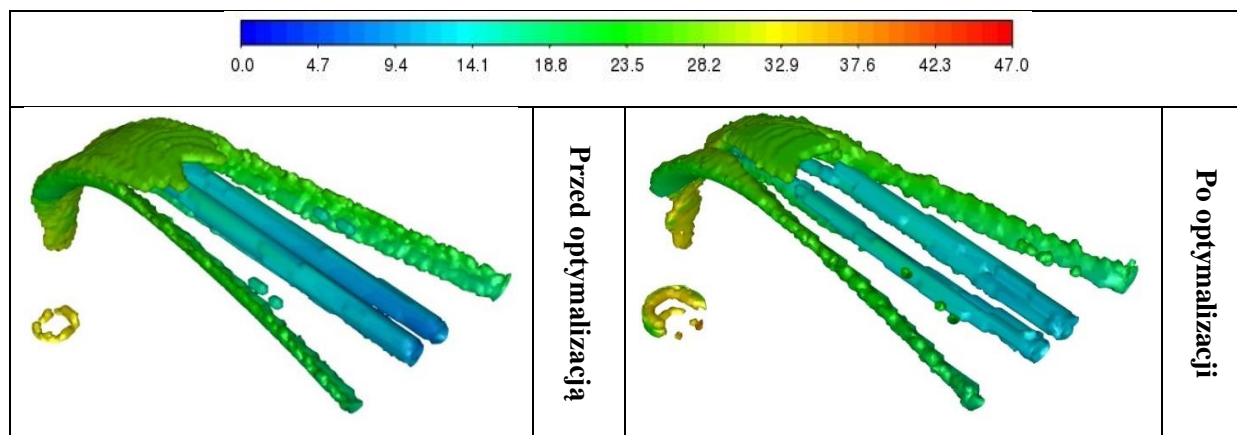 0.0 4.7 9.4 14.1 18.8 23.5 28.2 32.9 37.6 42.3 47.0
Przed optymalizacją
Po optymalizacji